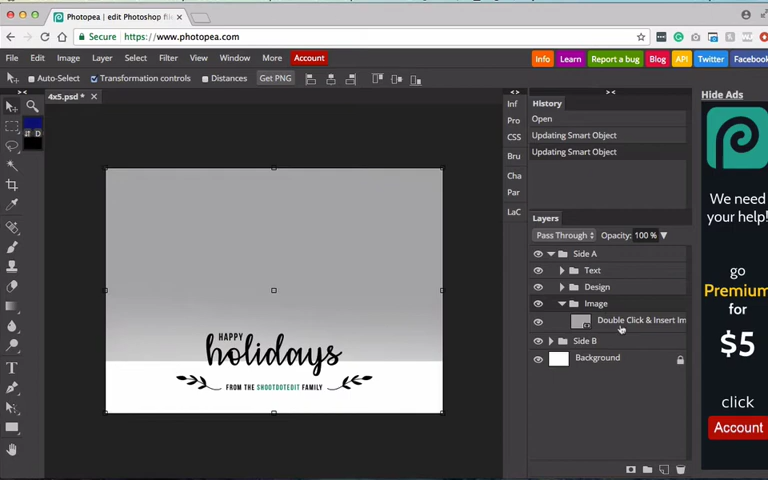 Photopea | edit Photoshop fil
Secure
https://www.photopea.com
File Edit Image Layer Select Filter View Window More Account
Info Learn Report a bug Blog API Twitter Facebook
Auto-Select Transformation controls Distances Get PNG
4x5.psd *
D
Inf
Pro
CSS
Bru
Cha
Par
LaC
History
Open
Updating Smart Object
Updating Smart Object
Layers
Pass Through Opacity: 100 %
Side A
Text
Design
Image
Double Click & Insert Im
Side B
Background
HAPPY
holidays
FROM THE SHOOTDOTEDIT FAMILY
T
Hide Ads
We need
your help!
go
Premium
for
$5
click
Account